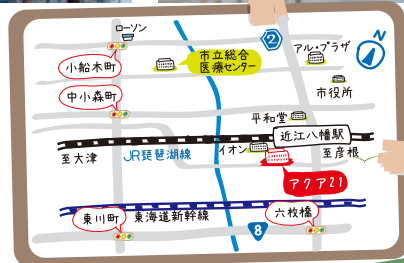 ローソン
2
アル・プラザ
N
小船木町
市立総合
医療センター
市役所
中小森町
平和堂
近江八幡駅
至大津
JR琵琶湖線
イオン
至彦根
アクア21
東川町
東海道新幹線
8
六枚橋